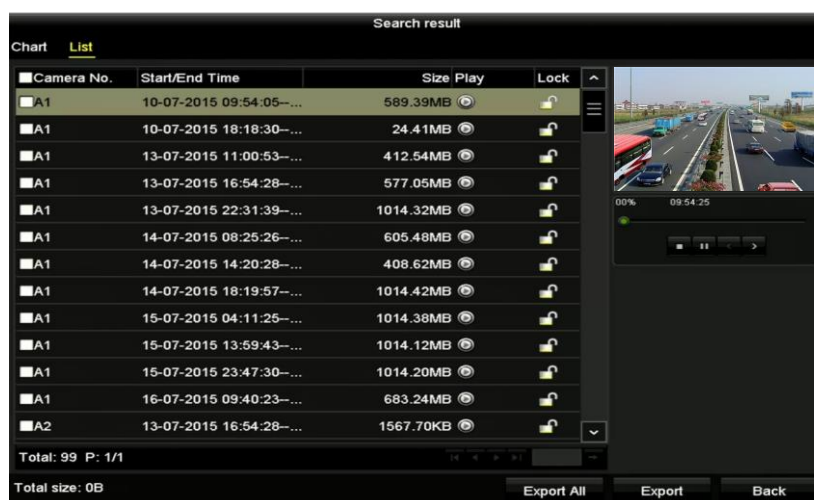 Search result
Chart List
Camera No. Start/End Time Size Play Lock
A1 10-07-2015 09:54:05--... 589.39MB
A1 10-07-2015 18:18:30--... 24.41MB
A1 13-07-2015 11:00:53--... 412.54MB
A1 13-07-2015 16:54:28--... 577.05MB
A1 13-07-2015 22:31:39--... 1014.32MB
A1 14-07-2015 08:25:26--... 605.48MB
A1 14-07-2015 14:20:28--... 408.62MB
A1 14-07-2015 18:19:57--... 1014.42MB
A1 15-07-2015 04:11:25--... 1014.38MB
A1 15-07-2015 13:59:43--... 1014.12MB
A1 15-07-2015 23:47:30--... 1014.20MB
A1 16-07-2015 09:40:23--... 683.24MB
A2 13-07-2015 16:54:28--... 1567.70KB
00% 09:54:25
Total: 99 P: 1/1
Total size: 0B
Export All Export Back